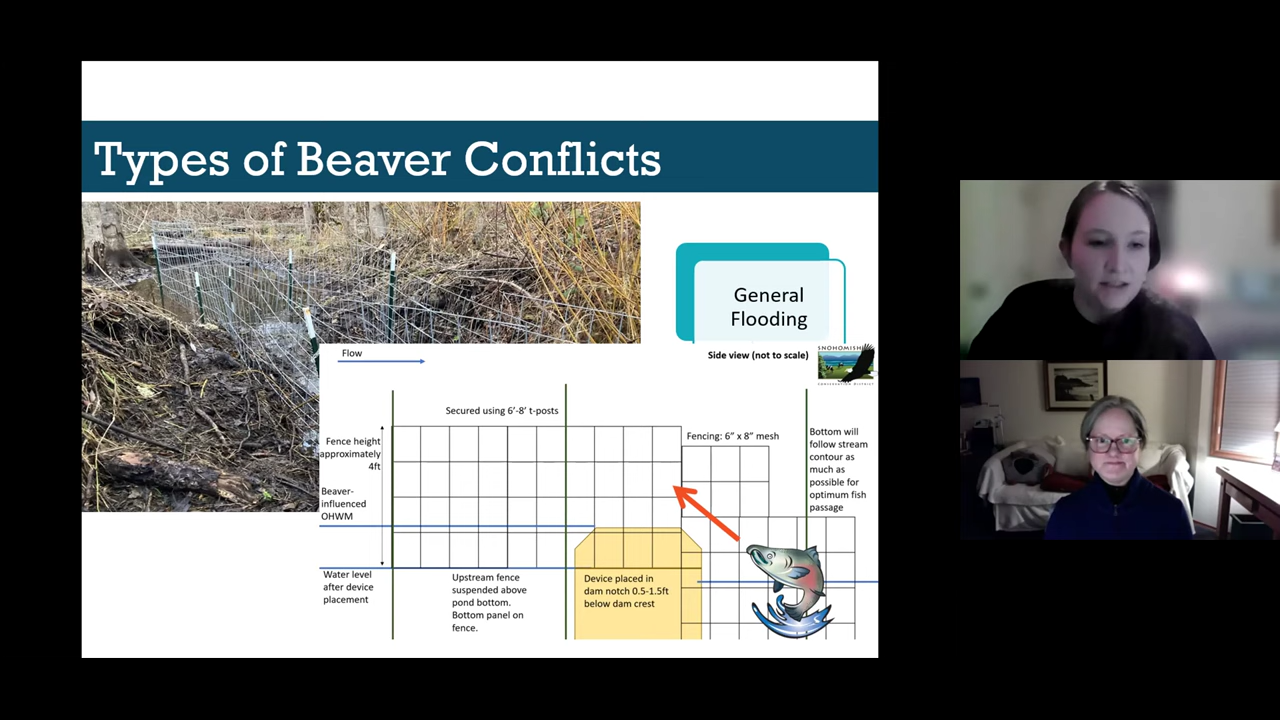 Types of Beaver Conflicts
General
Flooding
Flow
Side view (not to scale)
SNOHOMISH
CONSERVATION DISTRICT
Secured using 6'-8' t-posts
Fence height
approximately
4ft
Fencing: 6" x 8" mesh
Bottom will
follow stream
contour as
much as
possible for
optimum fish
passage
Beaver-
influenced
OHWM
Water level
after device
placement
Upstream fence
suspended above
pond bottom.
Bottom panel on
fence.
Device placed in
dam notch 0.5-1.5ft
below dam crest